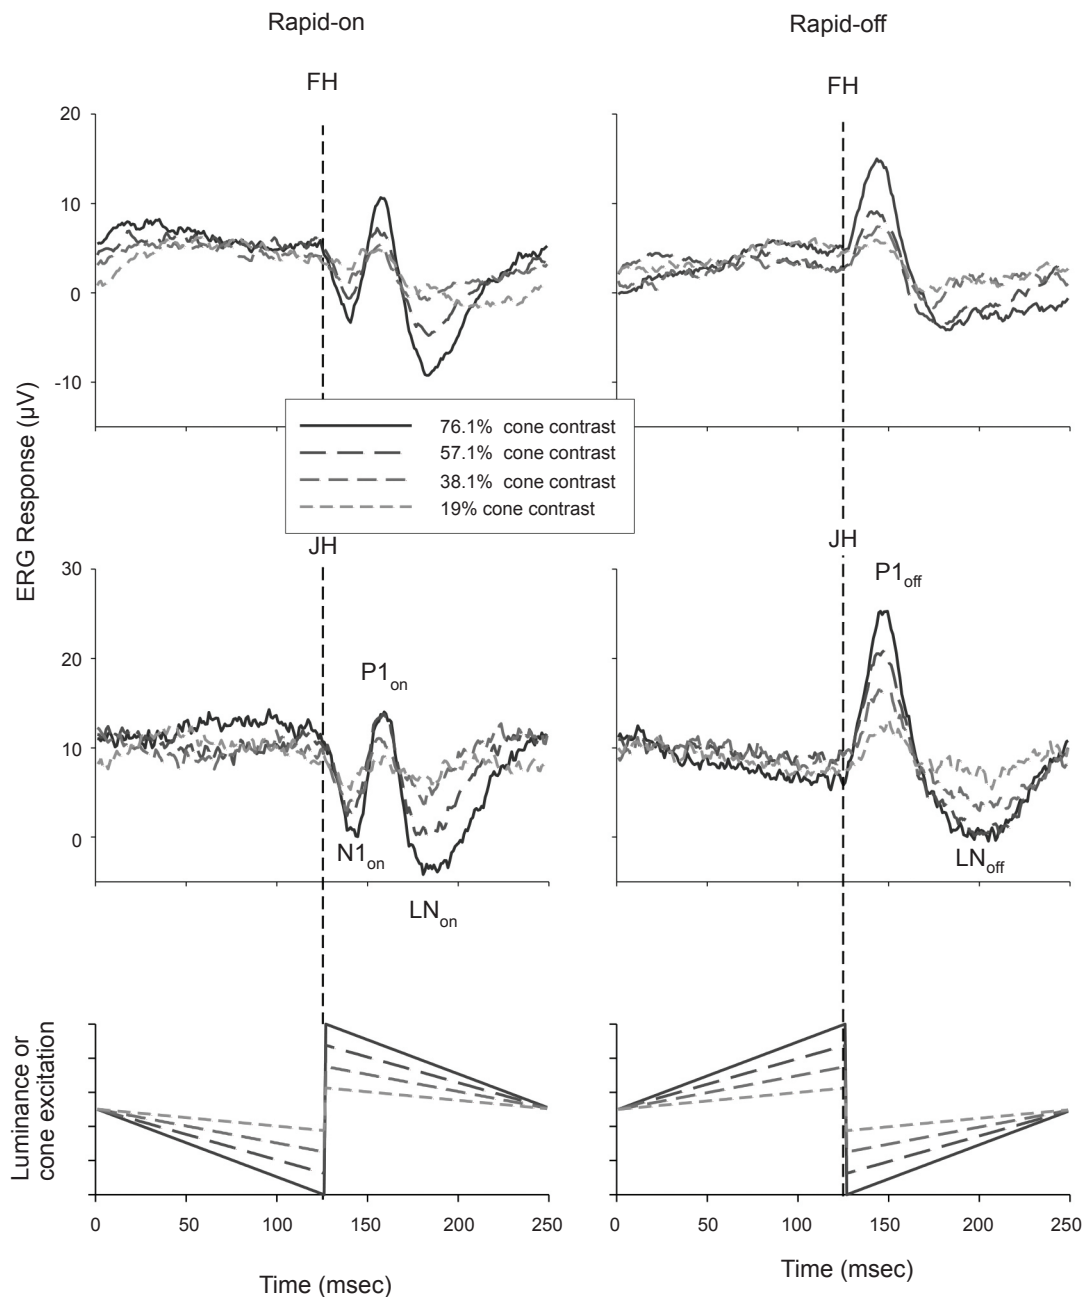 Rapid-on
Rapid-off
FH
FH
20
10
0
-10
ERG Response (µV)
76.1% cone contrast
57.1% cone contrast
38.1% cone contrast
19% cone contrast
JH
JH
30
20
10
0
P1on
N1on
LNon
P1off
LNoff
Luminance or
cone excitation
0 50 100 150 200 250
0 50 100 150 200 250
Time (msec)
Time (msec)